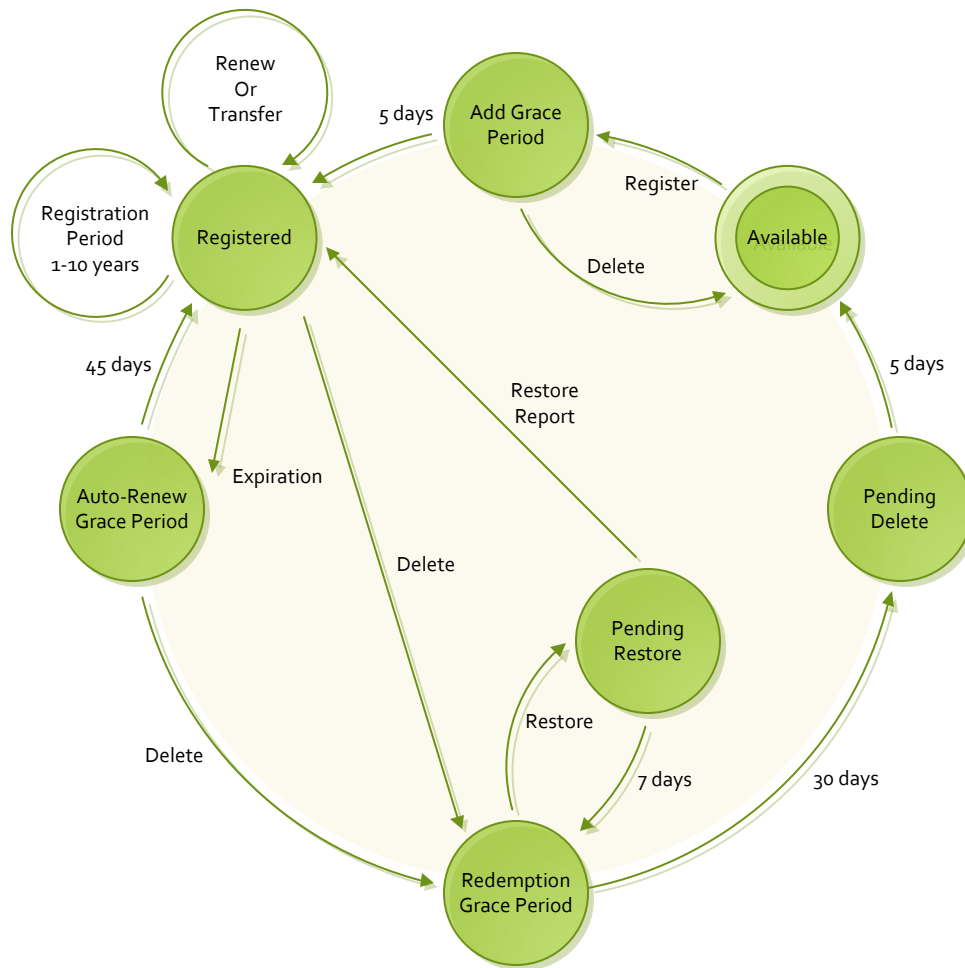 Renew
Or
Transfer
5 days
Add Grace
Period
Register
Registration
Period
1-10 years
Registered
Available
Available
Delete
45 days
5 days
Restore
Report
Expiration
Auto-Renew
Grace Period
Pending
Delete
Delete
Pending
Restore
Restore
Delete
7 days
30 days
Redemption
Grace Period